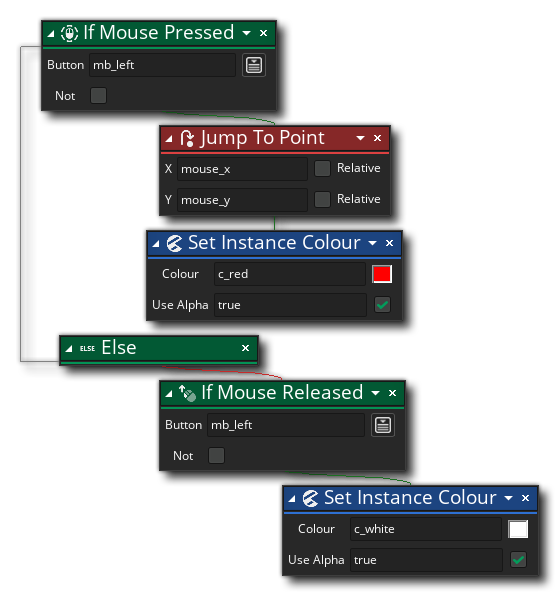 If Mouse Pressed
Button mb_left
Not
Jump To Point
X mouse_x Relative
Y mouse_y Relative
Set Instance Colour
Colour c_red
Use Alpha true
ELSE Else
If Mouse Released
Button mb_left
Not
Set Instance Colour
Colour c_white
Use Alpha true